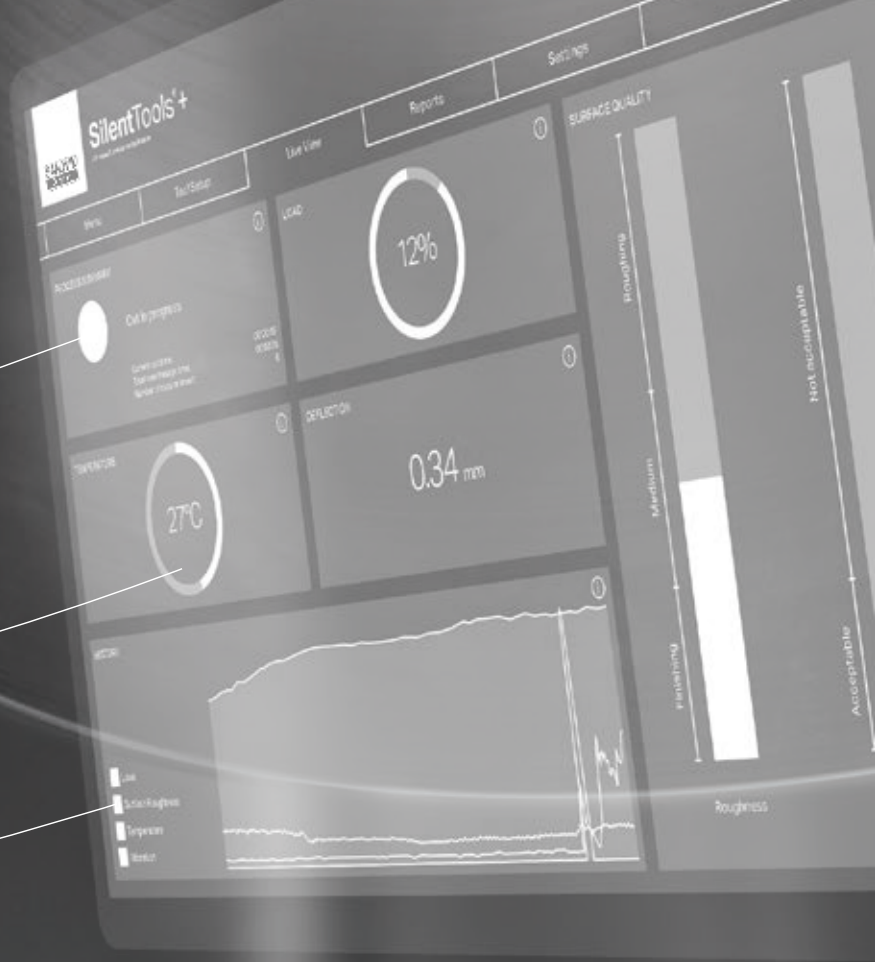 SilentTools®+
Menu
Tool Setup
Live View
Reports
Settings
Cut in progress
LOAD
12%
TEMPERATURE
27°C
DEFLECTION
0.34 mm
HISTORY
Load
Surface Roughness
Temperature
Vibration
SURFACE QUALITY
Roughing
Medium
Finishing
Roughness
Not acceptable
Acceptable